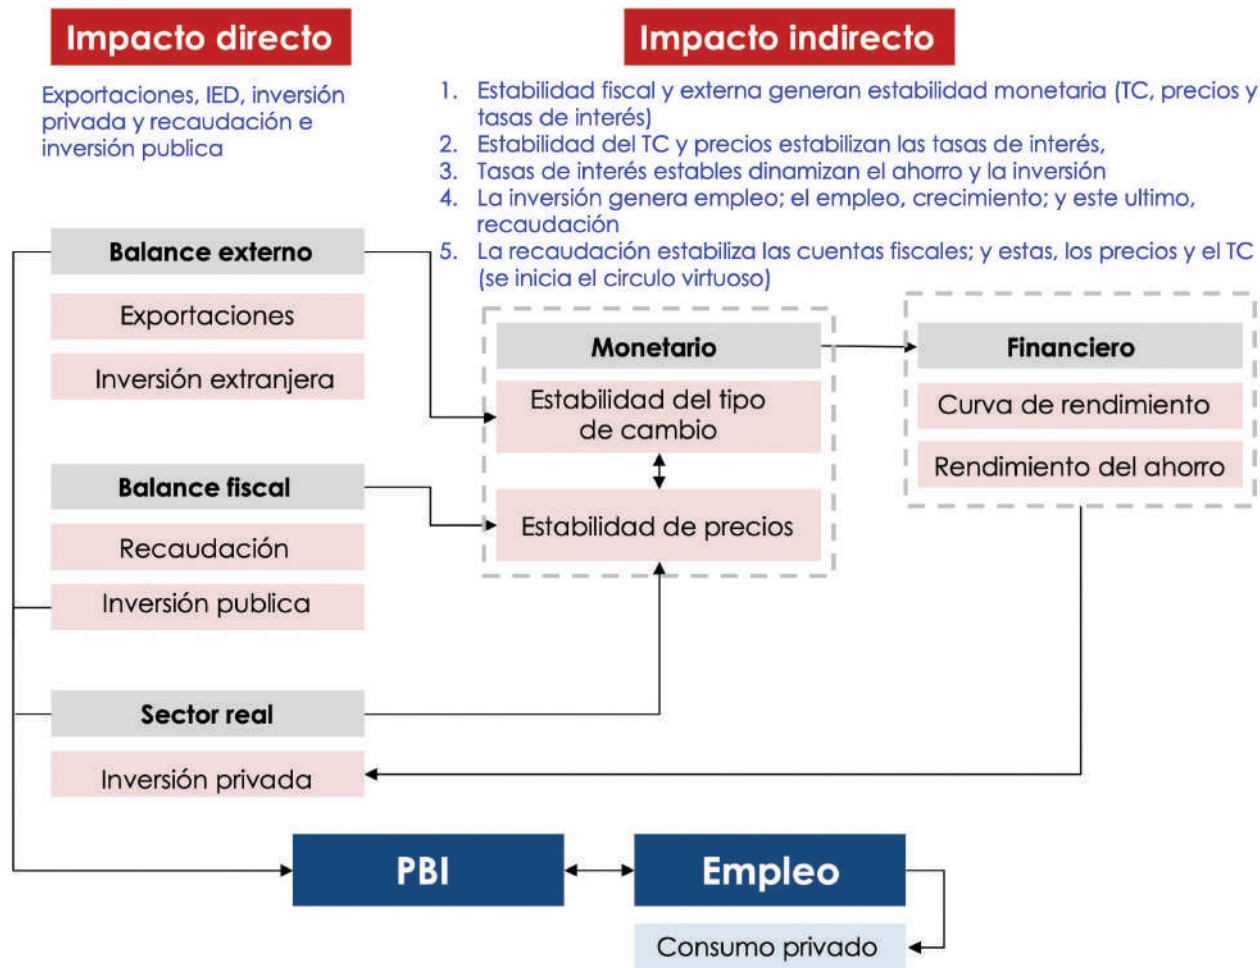 Impacto directo
Exportaciones, IED, inversión
privada y recaudación e
inversión publica
Impacto indirecto
1. Estabilidad fiscal y externa generan estabilidad monetaria (TC, precios y
tasas de interés)
2. Estabilidad del TC y precios estabilizan las tasas de interés,
3. Tasas de interés estables dinamizan el ahorro y la inversión
4. La inversión genera empleo; el empleo, crecimiento; y este ultimo,
recaudación
5. La recaudación estabiliza las cuentas fiscales; y estas, los precios y el TC
(se inicia el circulo virtuoso)
Balance externo
Exportaciones
Inversión extranjera
Balance fiscal
Recaudación
Inversión publica
Sector real
Inversión privada
Monetario
Estabilidad del tipo
de cambio
Estabilidad de precios
Financiero
Curva de rendimiento
Rendimiento del ahorro
PBI
Empleo
Consumo privado